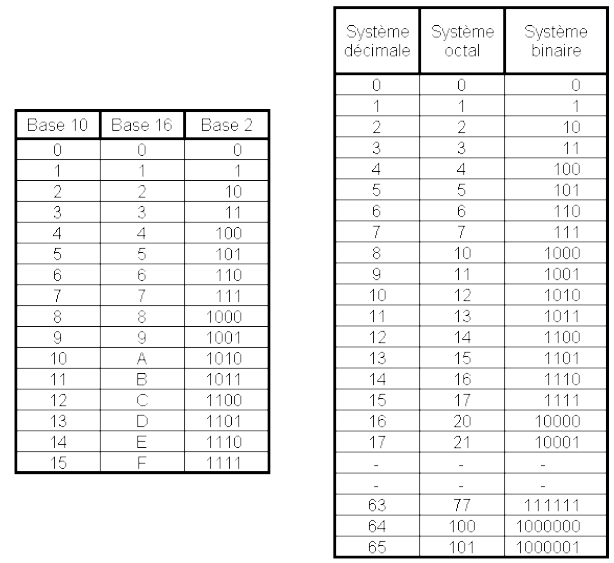 Base 10 Base 16 Base 2
0 0 0
1 1 1
2 2 10
3 3 11
4 4 100
5 5 101
6 6 110
7 7 111
8 8 1000
9 9 1001
10 A 1010
11 B 1011
12 C 1100
13 D 1101
14 E 1110
15 F 1111
Système Système Système
décimale octal binaire
0 0 0
1 1 1
2 2 10
3 3 11
4 4 100
5 5 101
6 6 110
7 7 111
8 10 1000
9 11 1001
10 12 1010
11 13 1011
12 14 1100
13 15 1101
14 16 1110
15 17 1111
16 20 10000
17 21 10001
- - -
- - -
63 77 111111
64 100 1000000
65 101 1000001